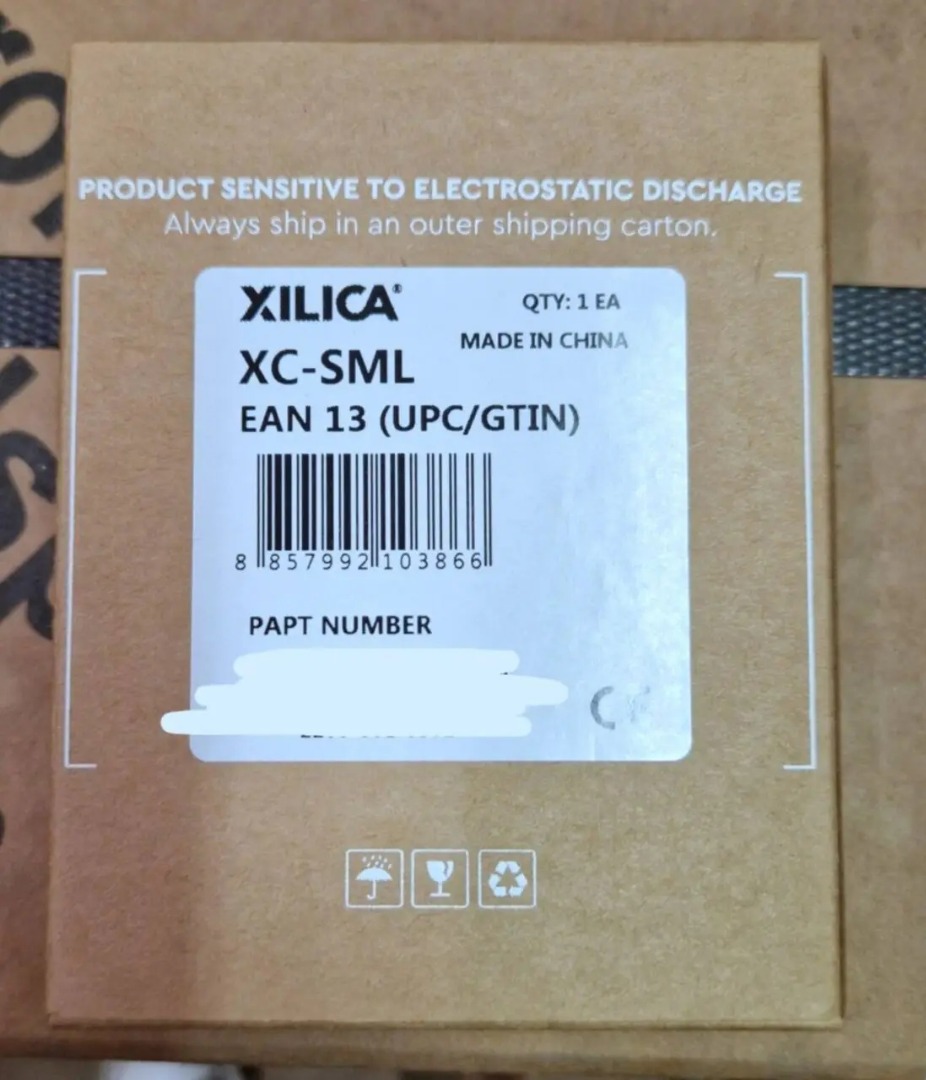 PRODUCT SENSITIVE TO ELECTROSTATIC DISCHARGE
Always ship in an outer shipping carton.
XILICA®
QTY: 1 EA
MADE IN CHINA
XC-SML
EAN 13 (UPC/GTIN)
8 857992 103866
PAPT NUMBER
CE